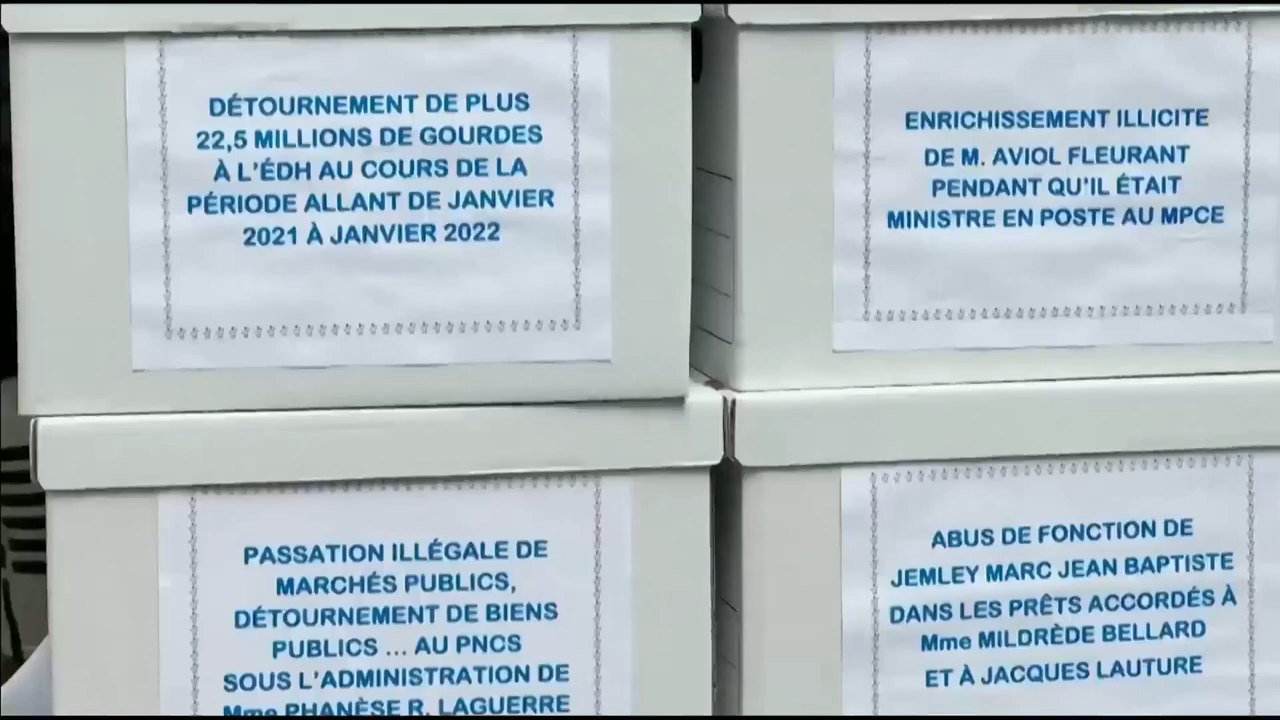 DÉTOURNEMENT DE PLUS
22,5 MILLIONS DE GOURDES
À L'ÉDH AU COURS DE LA
PÉRIODE ALLANT DE JANVIER
2021 À JANVIER 2022
ENRICHISSEMENT ILLICITE
DE M. AVIOL FLEURANT
PENDANT QU'IL ÉTAIT
MINISTRE EN POSTE AU MPCE
PASSATION ILLÉGALE DE
MARCHÉS PUBLICS,
DÉTOURNEMENT DE BIENS
PUBLICS ... AU PNCS
SOUS L'ADMINISTRATION DE
Mme PHANÈSE R. LAGUERRE
ABUS DE FONCTION DE
JEMLEY MARC JEAN BAPTISTE
DANS LES PRÊTS ACCORDÉS À
Mme MILDRÈDE BELLARD
ET À JACQUES LAUTURE